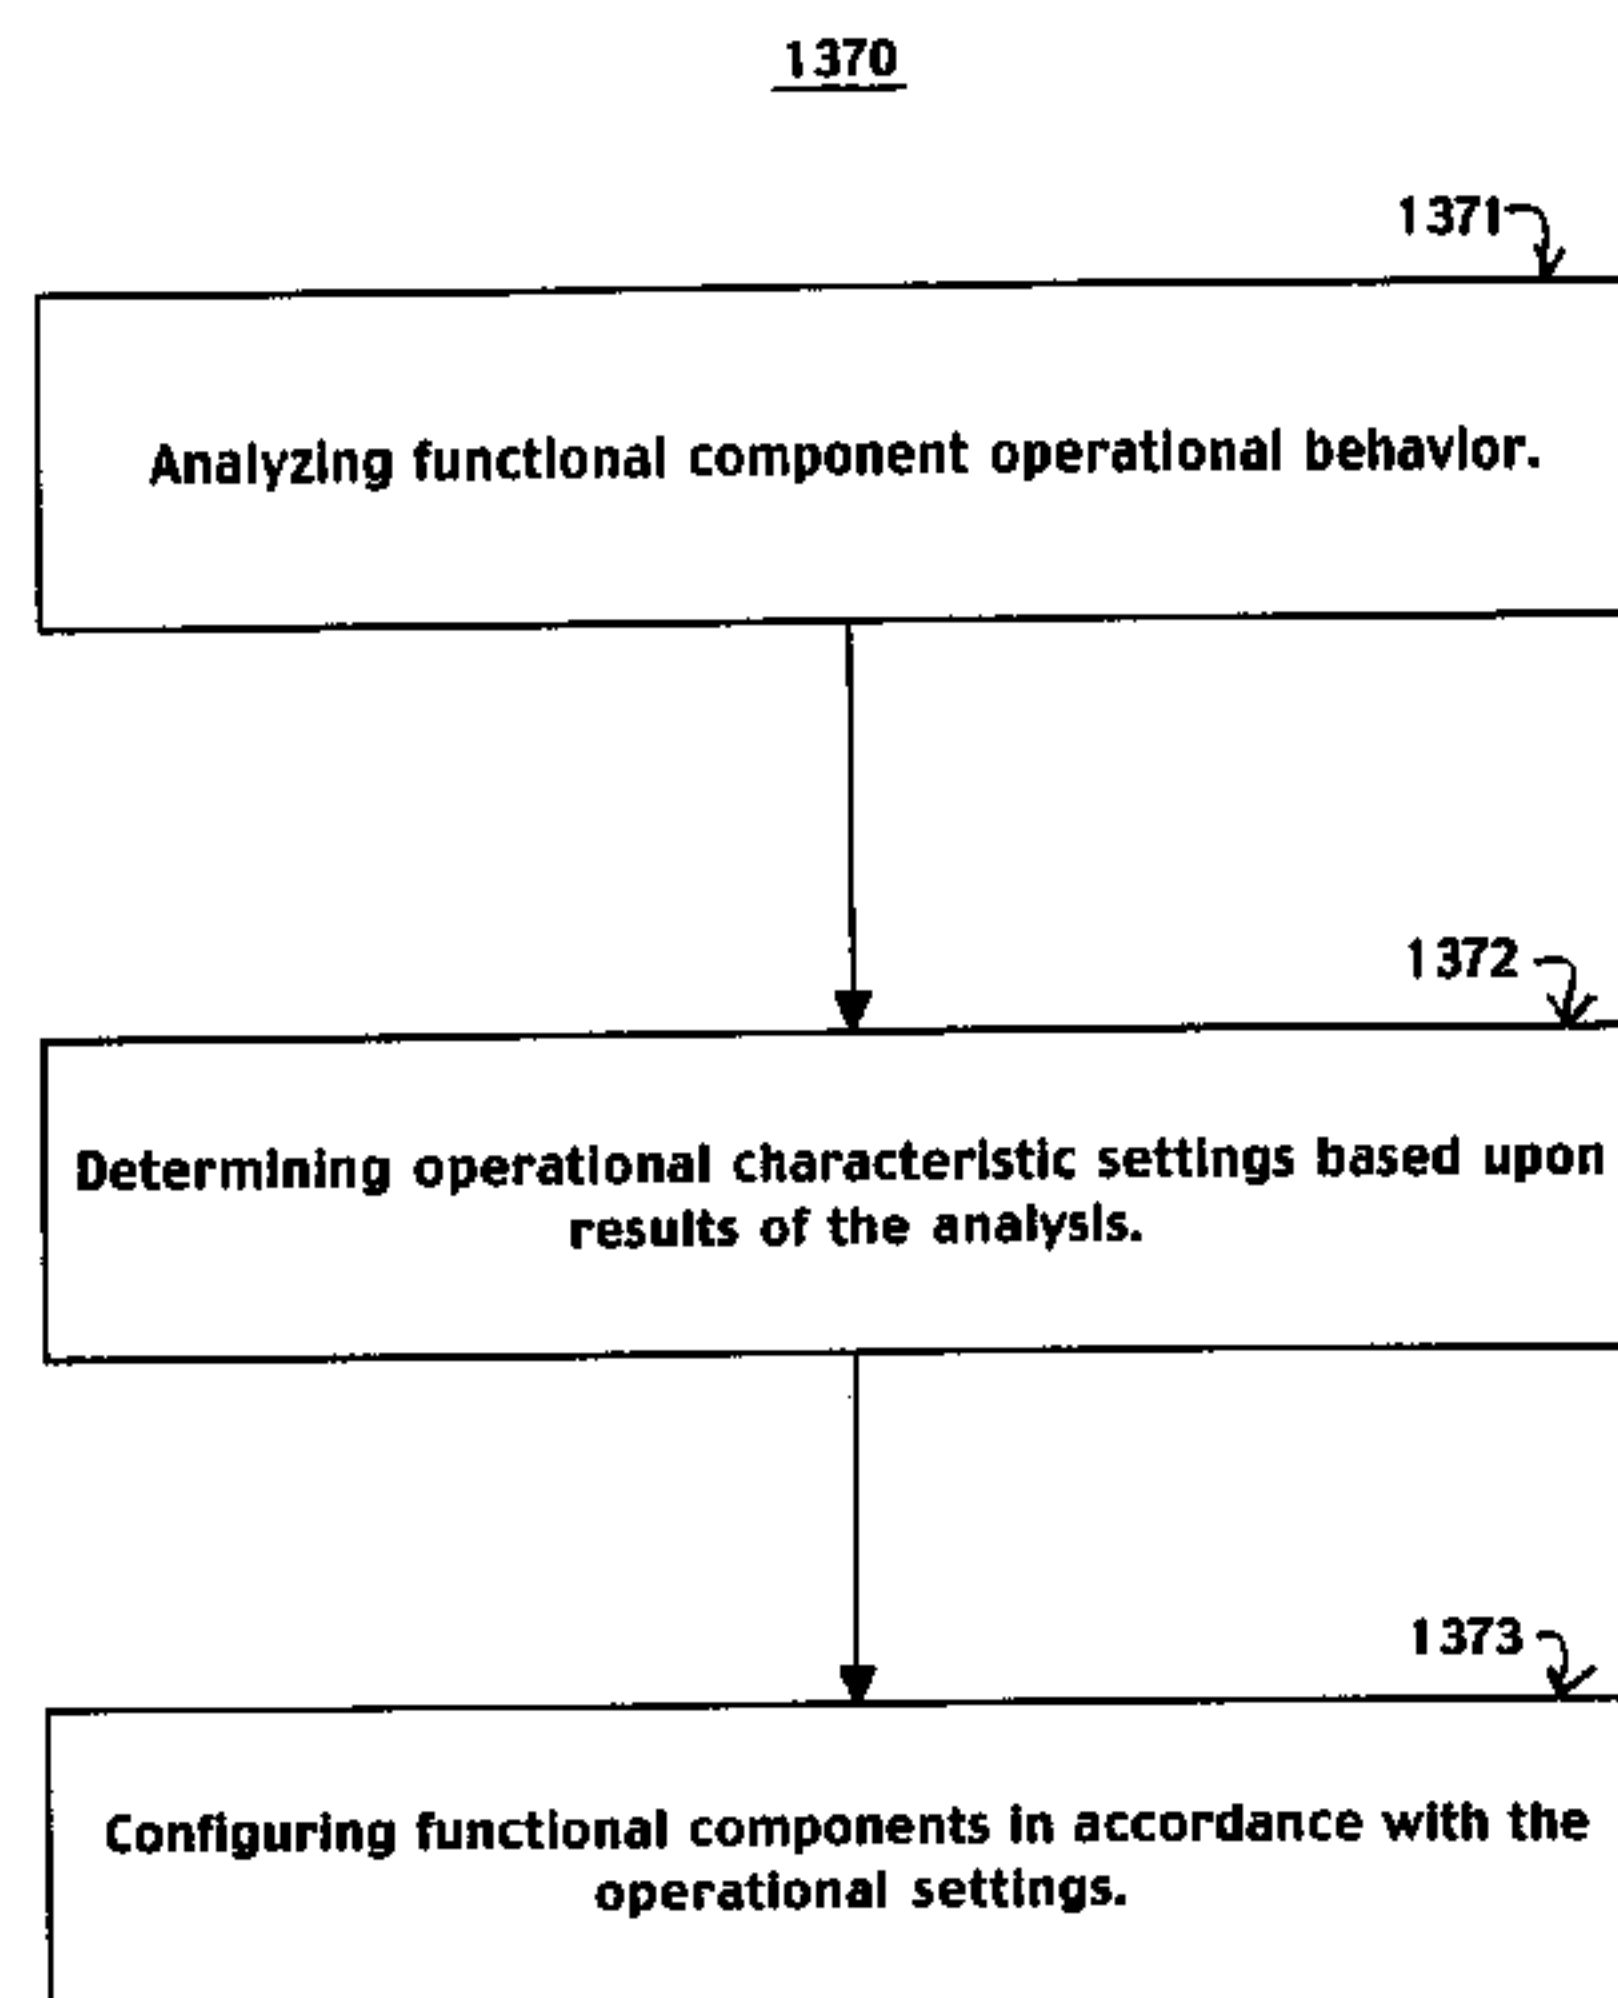 1370
1371
Analyzing functional component operational behavior.
1372
Determining operational characteristic settings based upon
results of the analysis.
1373
Configuring functional components in accordance with the
operational settings.